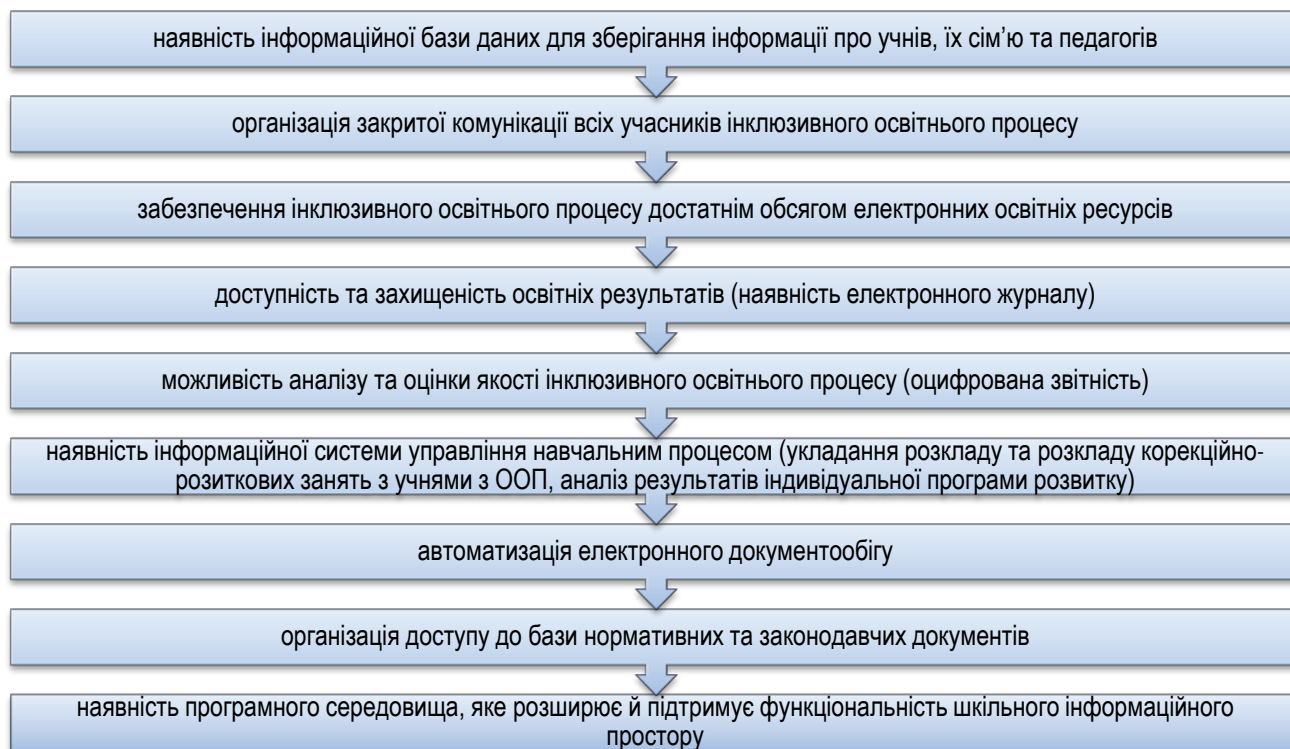 наявність інформаційної бази даних для зберігання інформації про учнів, їх сім’ю та педагогів
організація закритої комунікації всіх учасників інклюзивного освітнього процесу
забезпечення інклюзивного освітнього процесу достатнім обсягом електронних освітніх ресурсів
доступність та захищеність освітніх результатів (наявність електронного журналу)
можливість аналізу та оцінки якості інклюзивного освітнього процесу (оцифрована звітність)
наявність інформаційної системи управління навчальним процесом (укладання розкладу та розкладу корекційно-
розиткових занять з учнями з ООП, аналіз результатів індивідуальної програми розвитку)
автоматизація електронного документообігу
організація доступу до бази нормативних та законодавчих документів
наявність програмного середовища, яке розширює й підтримує функціональність шкільного інформаційного
простору